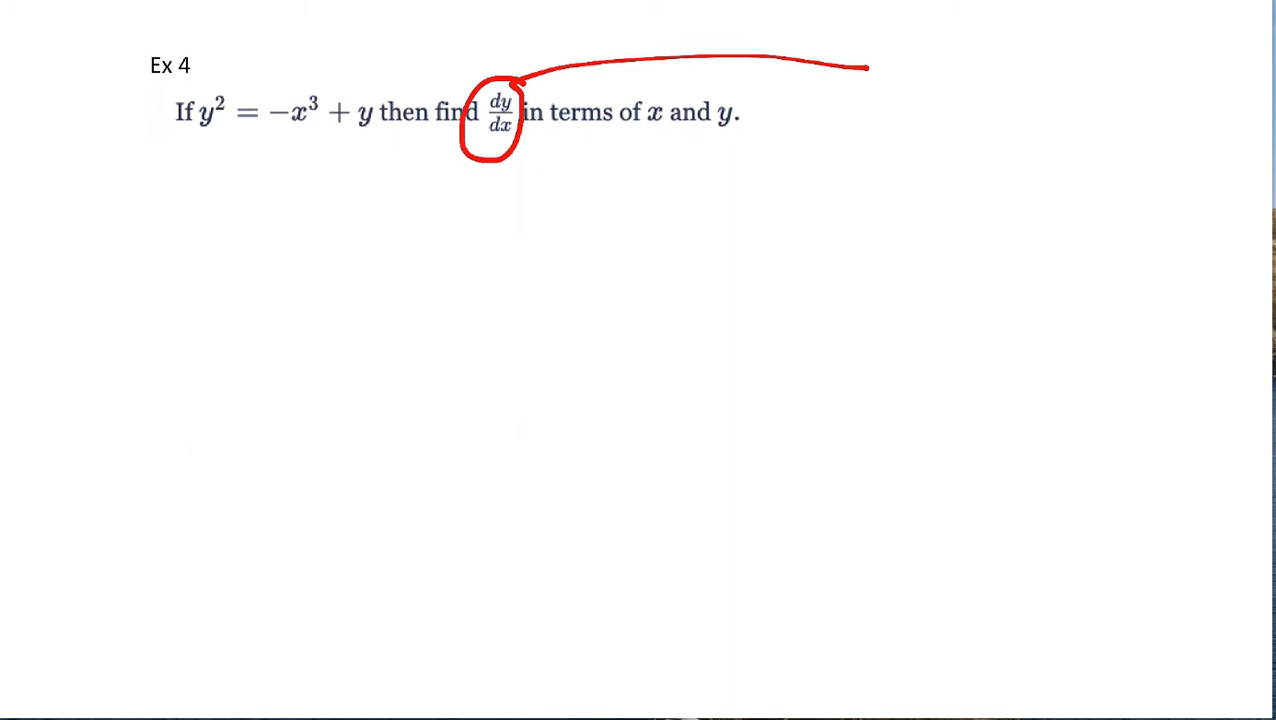 Ex 4
If y² = −x³ + y then find dy/dx in terms of x and y.